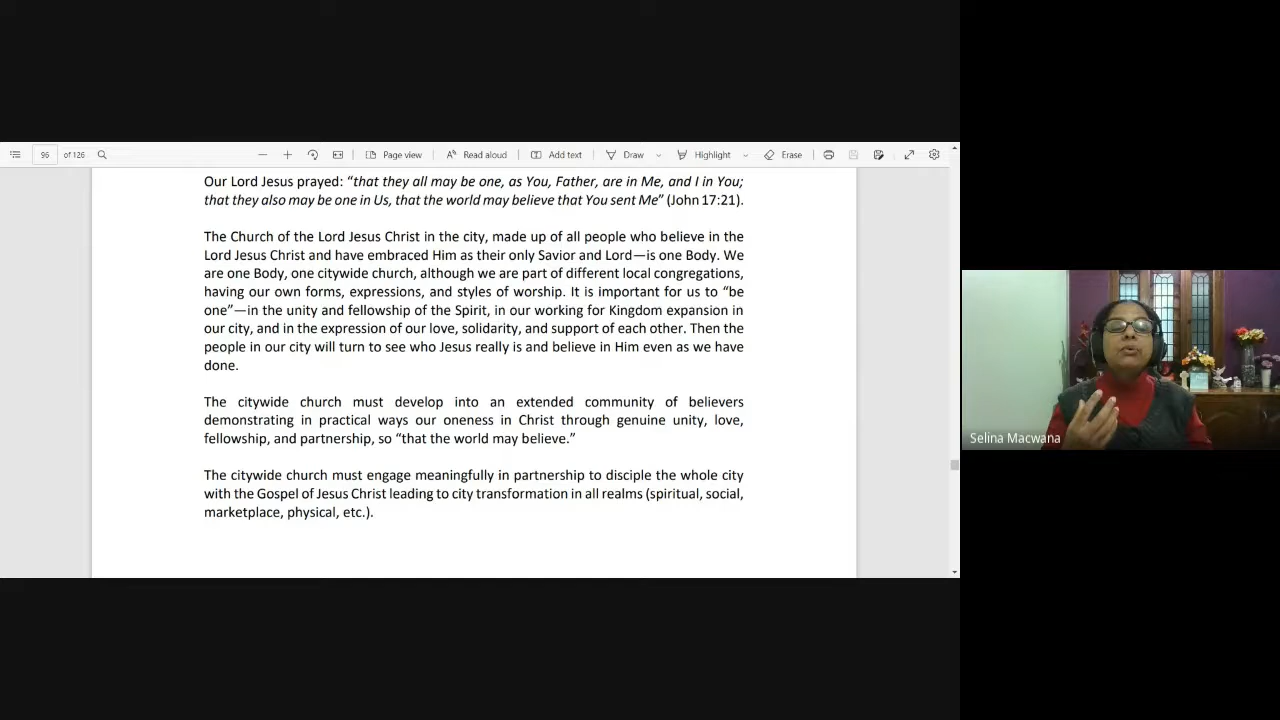 96 of 126 Page view Read aloud Add text Draw Highlight Erase
Our Lord Jesus prayed: “that they all may be one, as You, Father, are in Me, and I in You;
that they also may be one in Us, that the world may believe that You sent Me” (John 17:21).
The Church of the Lord Jesus Christ in the city, made up of all people who believe in the
Lord Jesus Christ and have embraced Him as their only Savior and Lord—is one Body. We
are one Body, one citywide church, although we are part of different local congregations,
having our own forms, expressions, and styles of worship. It is important for us to “be
one”—in the unity and fellowship of the Spirit, in our working for Kingdom expansion in
our city, and in the expression of our love, solidarity, and support of each other. Then the
people in our city will turn to see who Jesus really is and believe in Him even as we have
done.
The citywide church must develop into an extended community of believers
demonstrating in practical ways our oneness in Christ through genuine unity, love,
fellowship, and partnership, so “that the world may believe.”
The citywide church must engage meaningfully in partnership to disciple the whole city
with the Gospel of Jesus Christ leading to city transformation in all realms (spiritual, social,
marketplace, physical, etc.).
Selina Macwana